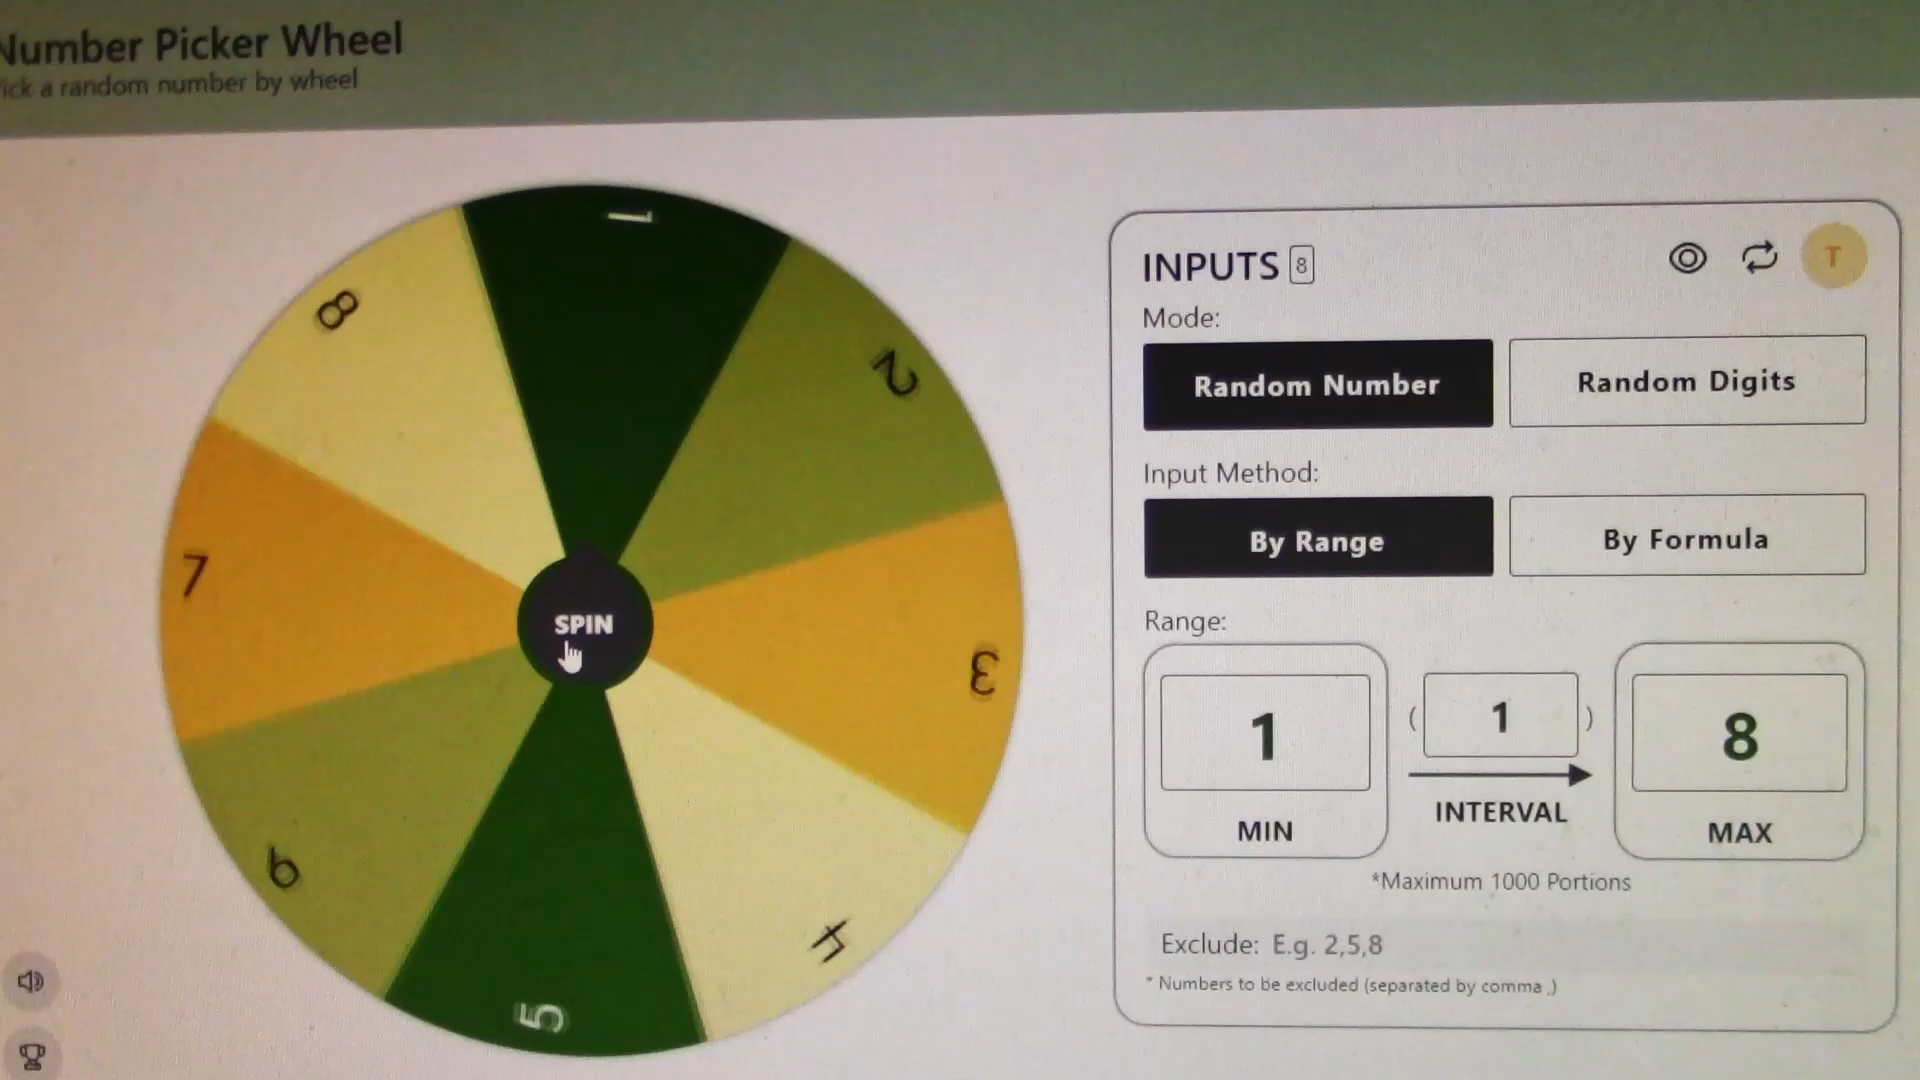 Number Picker Wheel
ick a random number by wheel
1
2
3
4
5
6
7
8
SPIN
INPUTS 8
T
Mode:
Random Number
Random Digits
Input Method:
By Range
By Formula
Range:
1
( 1 )
8
MIN
INTERVAL
MAX
*Maximum 1000 Portions
Exclude: E.g. 2,5,8
* Numbers to be excluded (separated by comma ,)